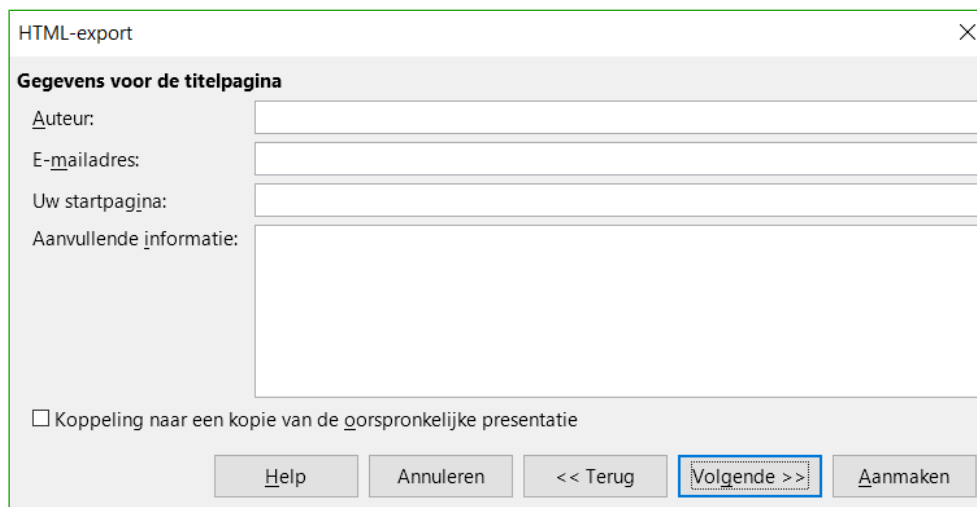 HTML-export
Gegevens voor de titelpagina
Auteur:
E-mailadres:
Uw startpagina:
Aanvullende informatie:
Koppeling naar een kopie van de oorspronkelijke presentatie
Help Annuleren << Terug Volgende >> Aanmaken